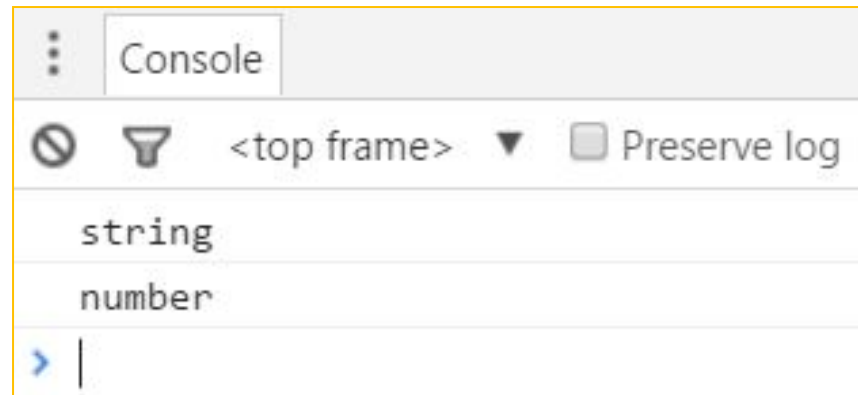 Console
<top frame> ▼ Preserve log
string
number
>